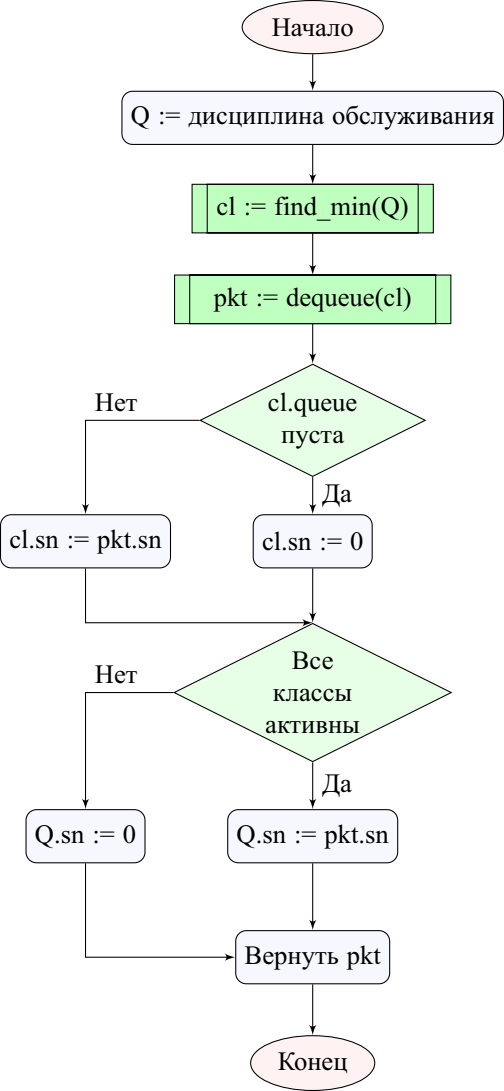 Начало
Q := дисциплина обслуживания
cl := find_min(Q)
pkt := dequeue(cl)
cl.queue
пуста
Нет
Да
cl.sn := pkt.sn
cl.sn := 0
Все
классы
активны
Нет
Да
Q.sn := 0
Q.sn := pkt.sn
Вернуть pkt
Конец